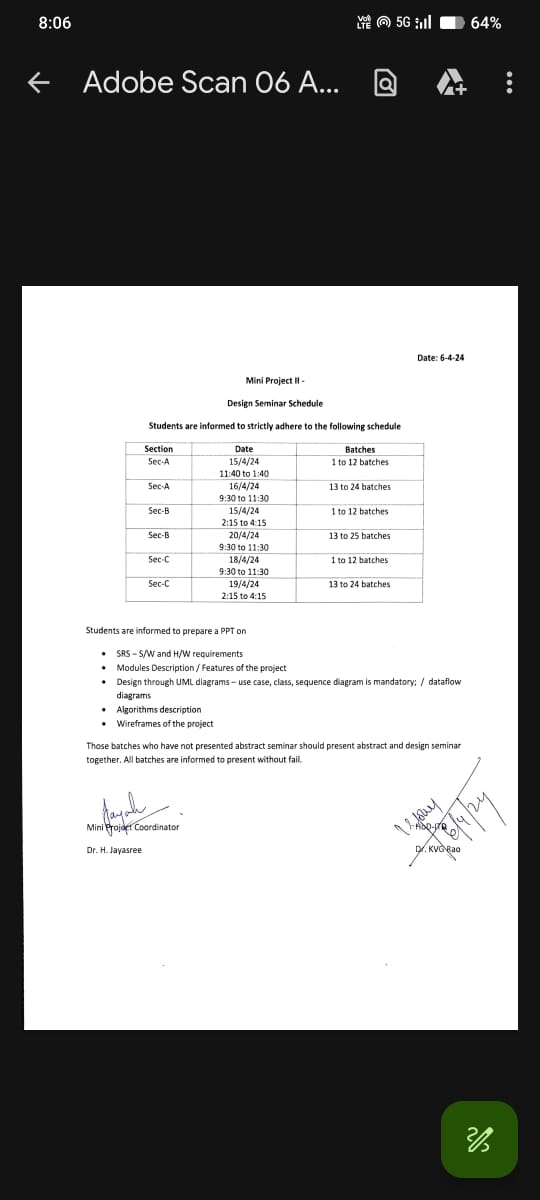 8:06
Vo) LTE 5G 64%
Adobe Scan 06 A...
Date: 6-4-24
Mini Project II -
Design Seminar Schedule
Students are informed to strictly adhere to the following schedule
Section Date Batches
Sec-A 15/4/24 1 to 12 batches
11:40 to 1:40
Sec-A 16/4/24 13 to 24 batches
9:30 to 11:30
Sec-B 15/4/24 1 to 12 batches
2:15 to 4:15
Sec-B 20/4/24 13 to 25 batches
9:30 to 11:30
Sec-C 18/4/24 1 to 12 batches
9:30 to 11:30
Sec-C 19/4/24 13 to 24 batches
2:15 to 4:15
Students are informed to prepare a PPT on
• SRS – S/W and H/W requirements
• Modules Description / Features of the project
• Design through UML diagrams – use case, class, sequence diagram is mandatory; / dataflow
diagrams
• Algorithms description
• Wireframes of the project
Those batches who have not presented abstract seminar should present abstract and design seminar
together. All batches are informed to present without fail.
Mini Project Coordinator
6/4/24
Dr. H. Jayasree
Dr. KVG Rao